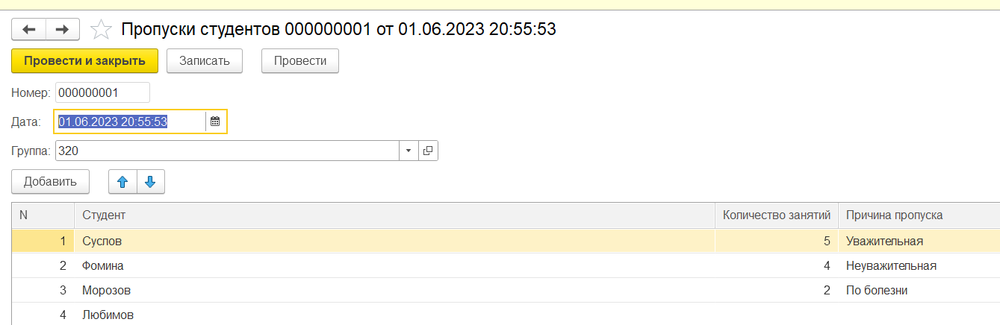 Пропуски студентов 000000001 от 01.06.2023 20:55:53
Провести и закрыть Записать Провести
Номер: 000000001
Дата: 01.06.2023 20:55:53
Группа: 320
Добавить
N Студент Количество занятий Причина пропуска
1 Суслов 5 Уважительная
2 Фомина 4 Неуважительная
3 Морозов 2 По болезни
4 Любимов